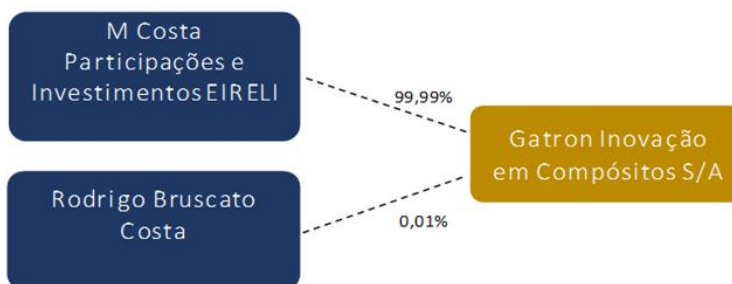 M Costa
Participações e
Investimentos EIRELI
99,99%
Gatron Inovação
em Compósitos S/A
Rodrigo Bruscato
Costa
0,01%